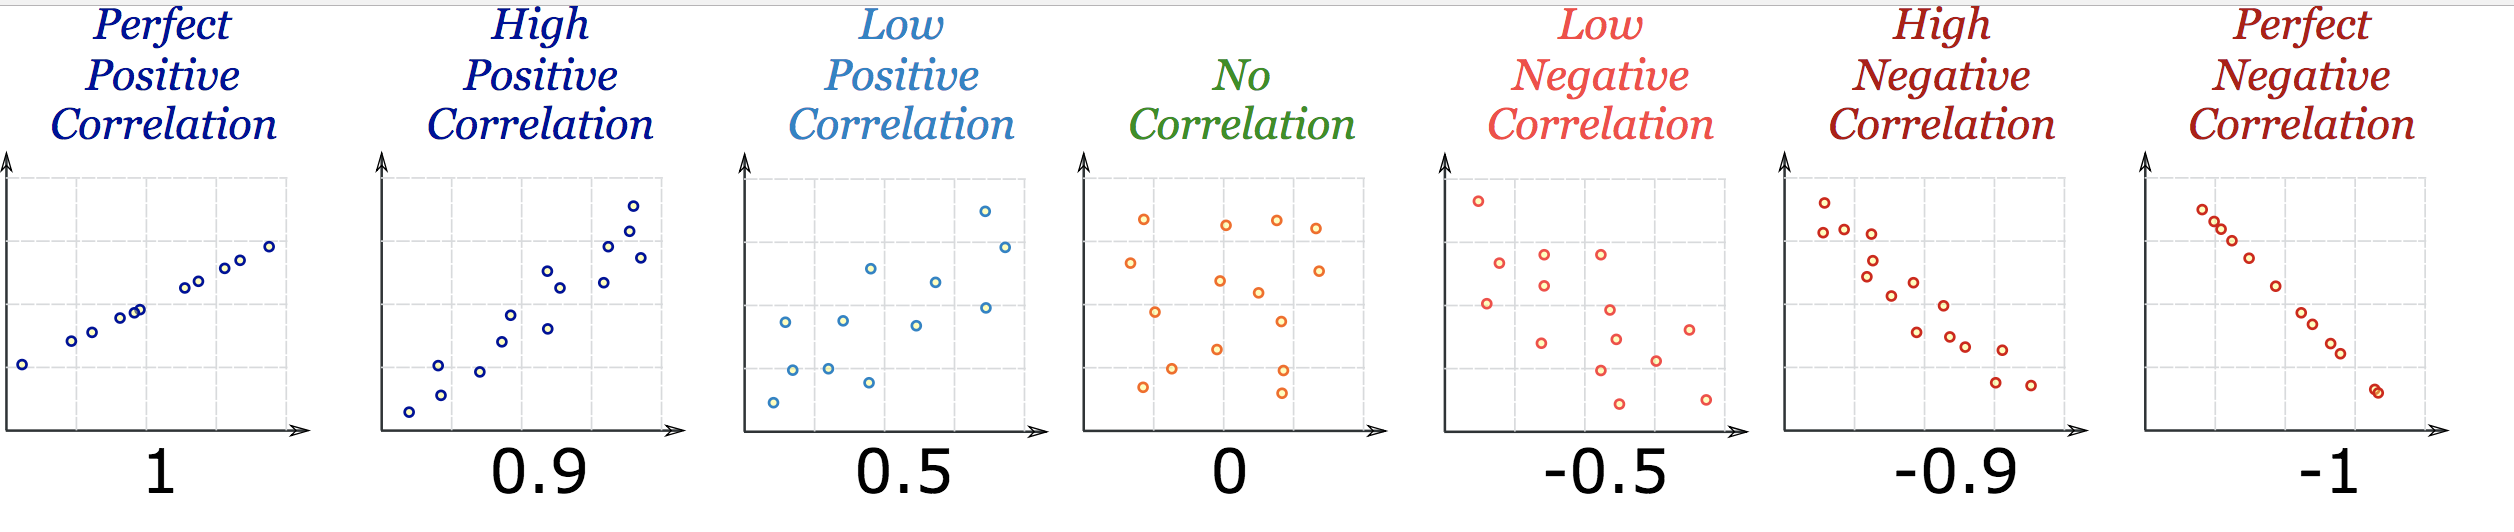 Perfect
Positive
Correlation
High
Positive
Correlation
Low
Positive
Correlation
No
Correlation
Low
Negative
Correlation
High
Negative
Correlation
Perfect
Negative
Correlation
1
0.9
0.5
0
-0.5
-0.9
-1